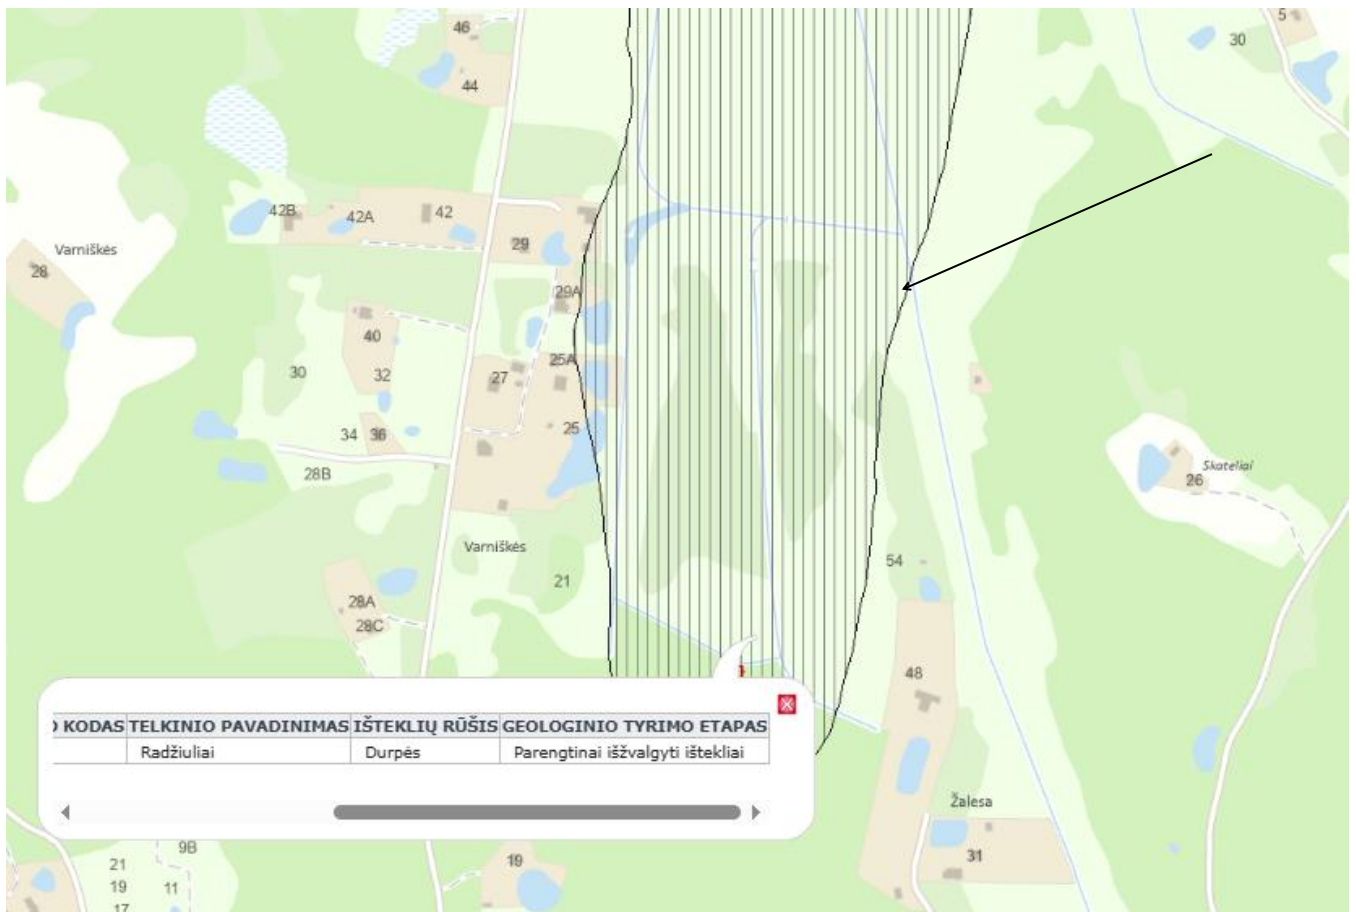 46
5
30
44
42B
42A
42
29
Varniškės
28
29A
40
25A
30
32
27
34
36
25
28B
Skateliai
26
Varniškės
54
21
28A
28C
48
O KODAS TELKINIO PAVADINIMAS IŠTEKLIŲ RŪŠIS GEOLOGINIO TYRIMO ETAPAS
Radžiuliai Durpės Parengtinai išžvalgyti ištekliai
Žalesa
9B
31
21
19
19
11
17